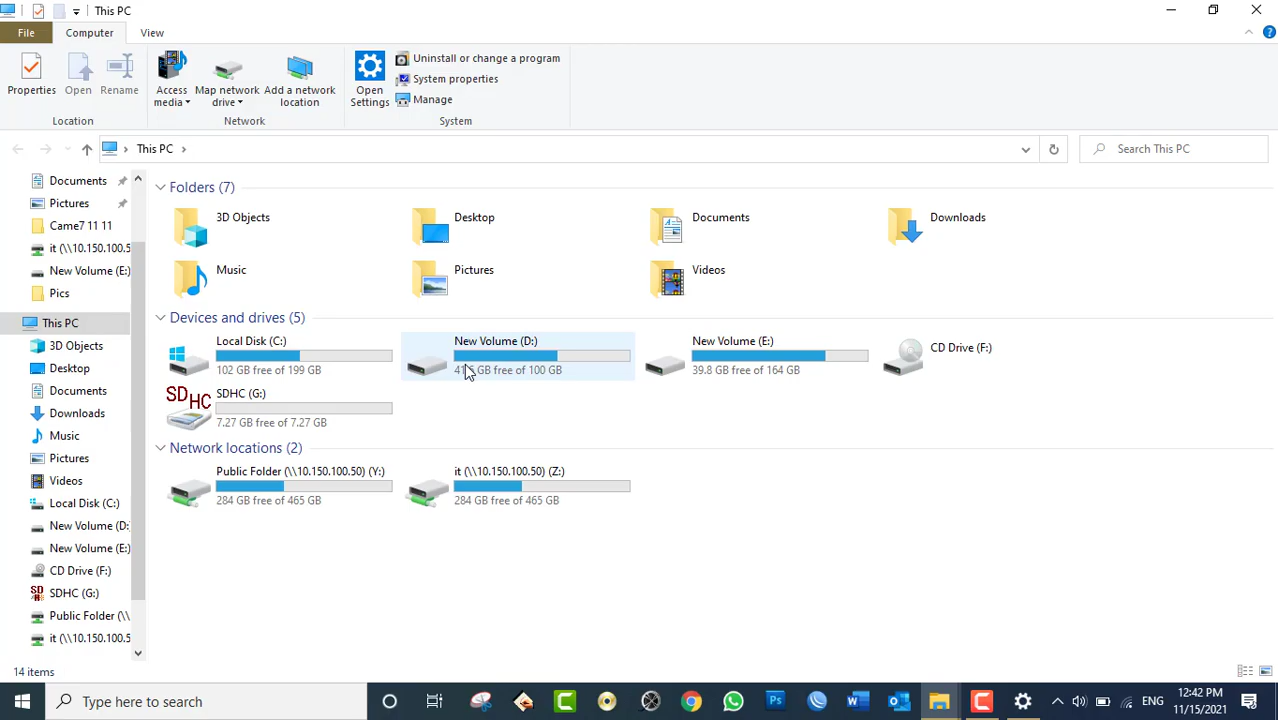 This PC
File
Computer
View
Properties
Open
Rename
Access media
Map network drive
Add a network location
Open Settings
Uninstall or change a program
System properties
Manage
Location
Network
System
This PC
Search This PC
Documents
Pictures
Came7 11 11
it (\\10.150.100.5
New Volume (E:)
Pics
This PC
3D Objects
Desktop
Documents
Downloads
Music
Pictures
Videos
Local Disk (C:)
New Volume (D:
New Volume (E:)
CD Drive (F:)
SDHC (G:)
Public Folder (\\
it (\\10.150.100.5
Folders (7)
3D Objects
Desktop
Documents
Downloads
Music
Pictures
Videos
Devices and drives (5)
Local Disk (C:)
102 GB free of 199 GB
New Volume (D:)
GB free of 100 GB
New Volume (E:)
39.8 GB free of 164 GB
CD Drive (F:)
SDHC
SDHC (G:)
7.27 GB free of 7.27 GB
Network locations (2)
Public Folder (\\10.150.100.50) (Y:)
284 GB free of 465 GB
it (\\10.150.100.50) (Z:)
284 GB free of 465 GB
14 items
Type here to search
ENG
12:42 PM
11/15/2021